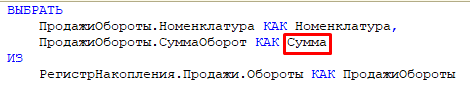 ВЫБРАТЬ
ПродажиОбороты.Номенклатура КАК Номенклатура,
ПродажиОбороты.СуммаОборот КАК Сумма
ИЗ
РегистрНакопления.Продажи.Обороты КАК ПродажиОбороты